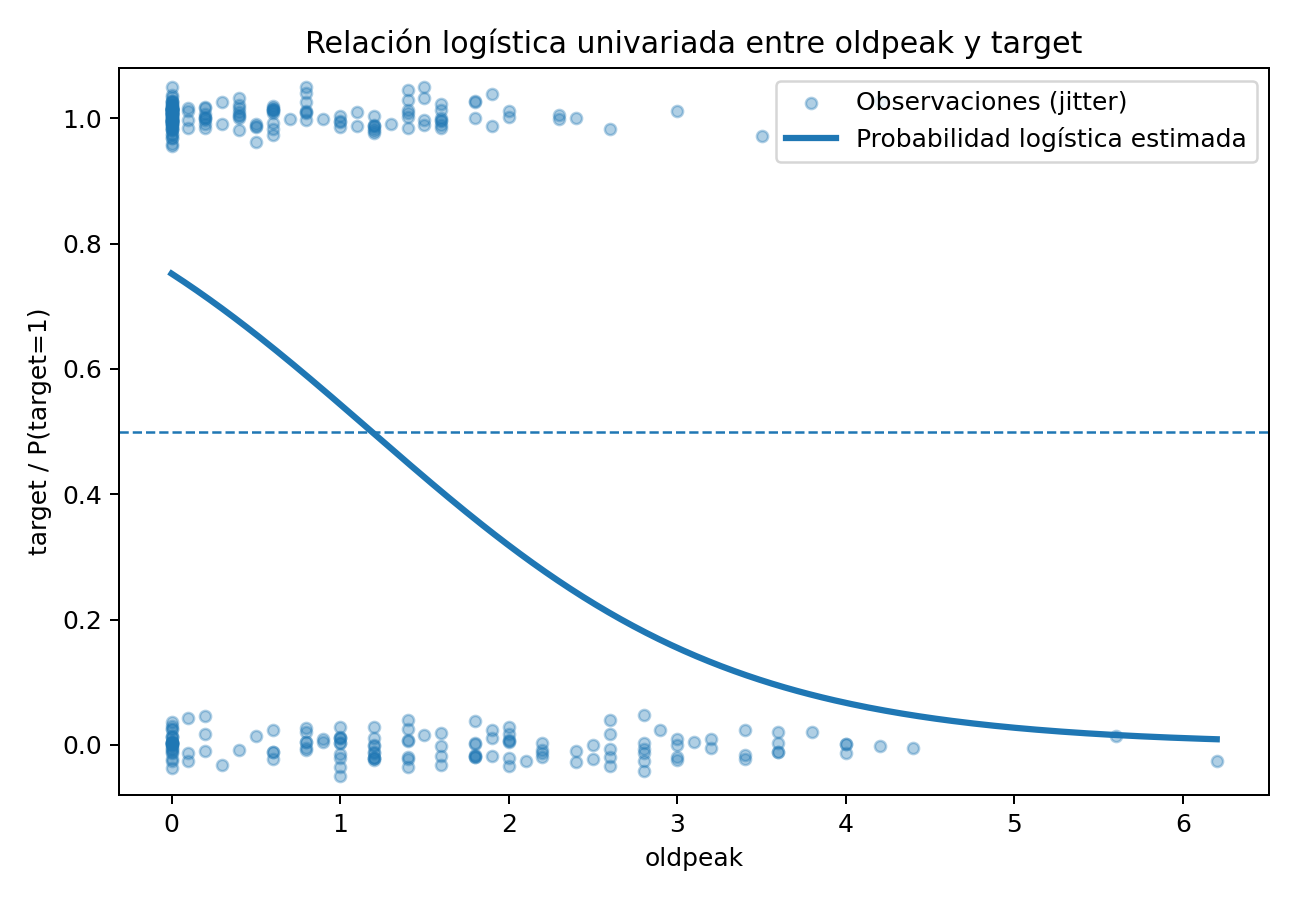 Relación logística univariada entre oldpeak y target
Observaciones (jitter)
Probabilidad logística estimada
target / P(target=1)
1.0
0.8
0.6
0.4
0.2
0.0
0 1 2 3 4 5 6
oldpeak